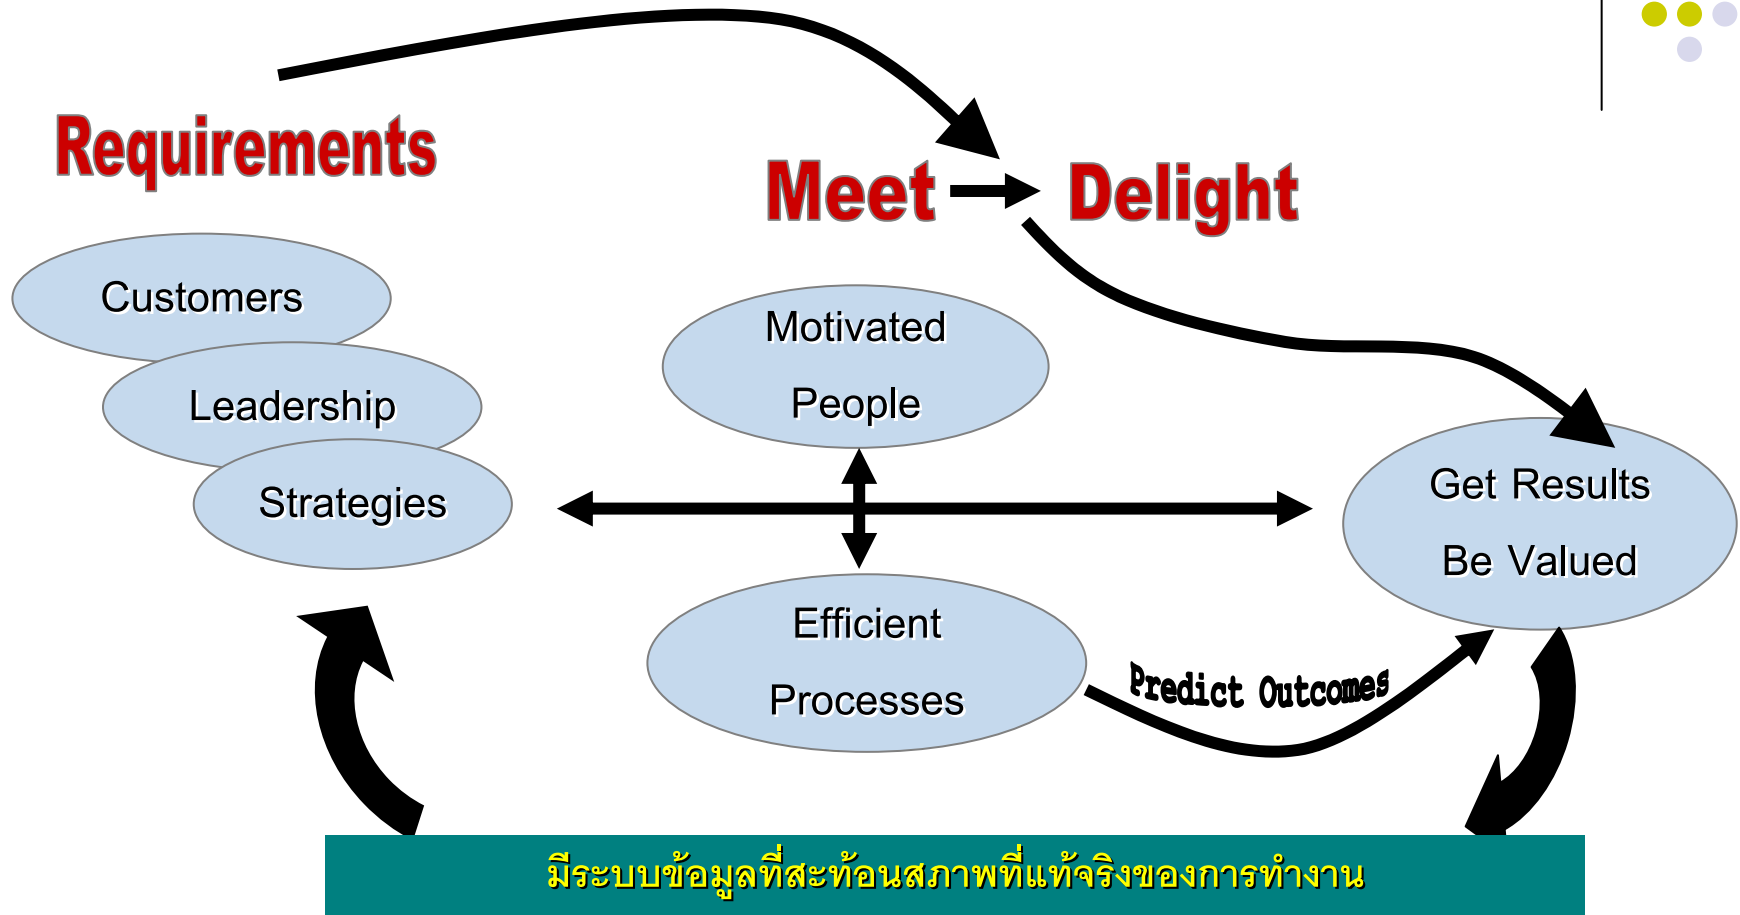 Requirements
Meet
Delight
Customers
Leadership
Strategies
Motivated
People
Efficient
Processes
Predict Outcomes
Get Results
Be Valued
มีระบบข้อมูลที่สะท้อนสภาพที่แท้จริงของการทำงาน